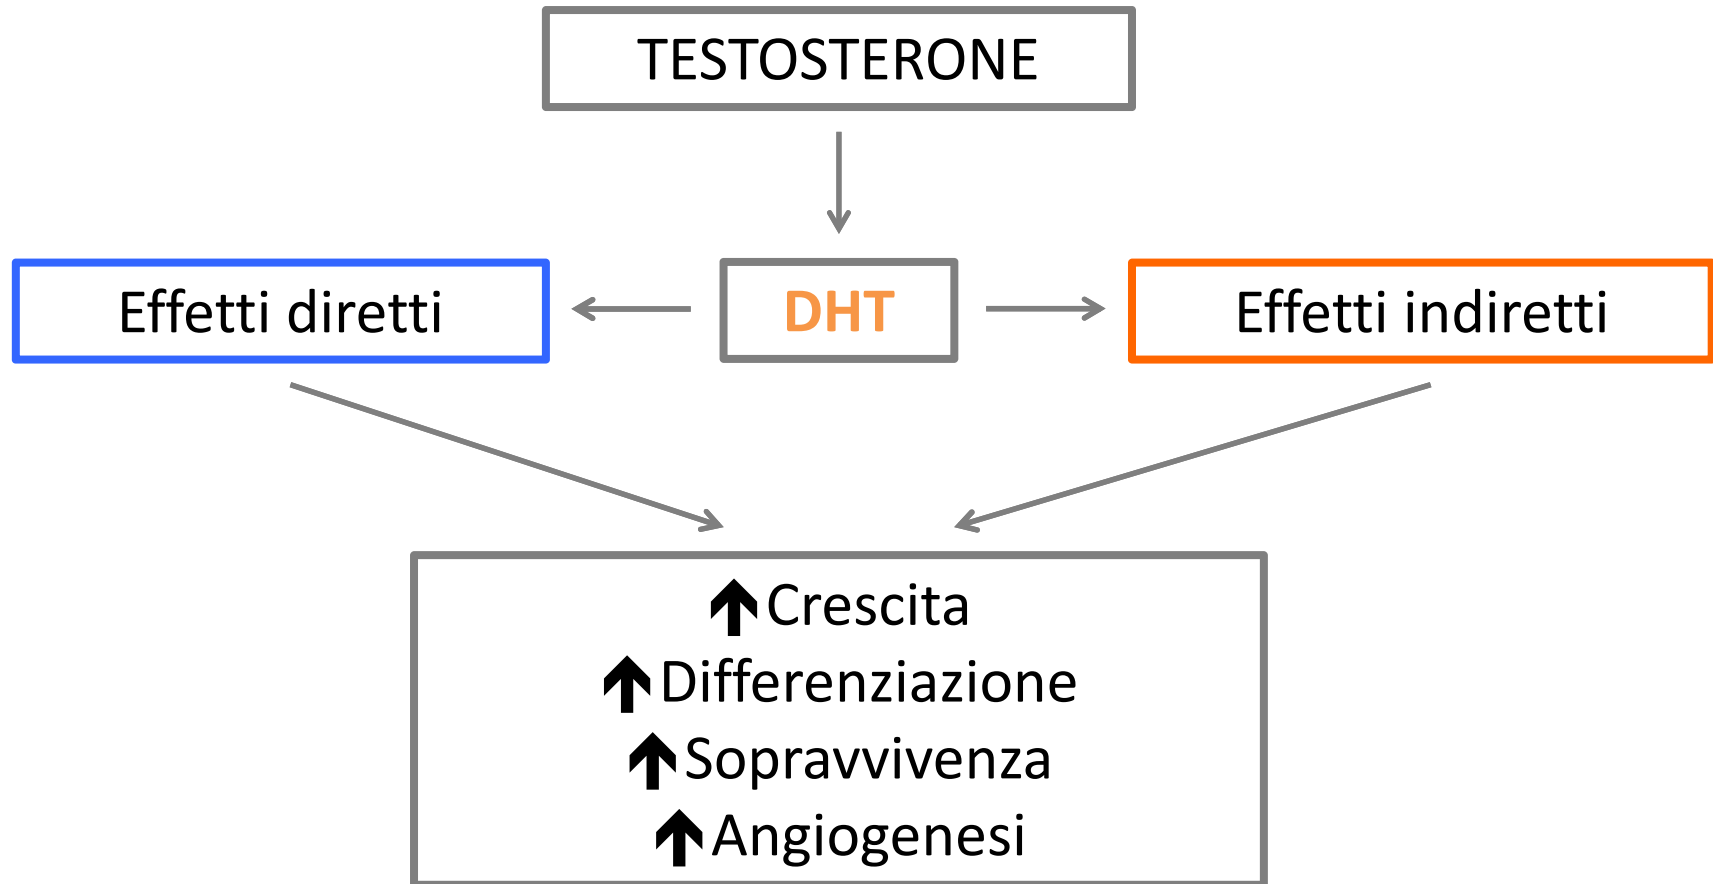 TESTOSTERONE
Effetti diretti
DHT
Effetti indiretti
Crescita
Differenziazione
Sopravvivenza
Angiogenesi